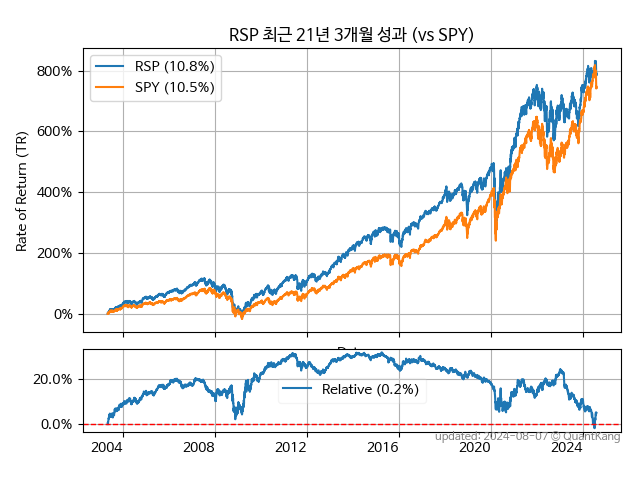 RSP 최근 21년 3개월 성과 (vs SPY)
RSP (10.8%)
SPY (10.5%)
Rate of Return (TR)
800%
600%
400%
200%
0%
Relative (0.2%)
20.0%
0.0%
2004 2008 2012 2016 2020 2024
updated: 2024-08-07 © QuantKang